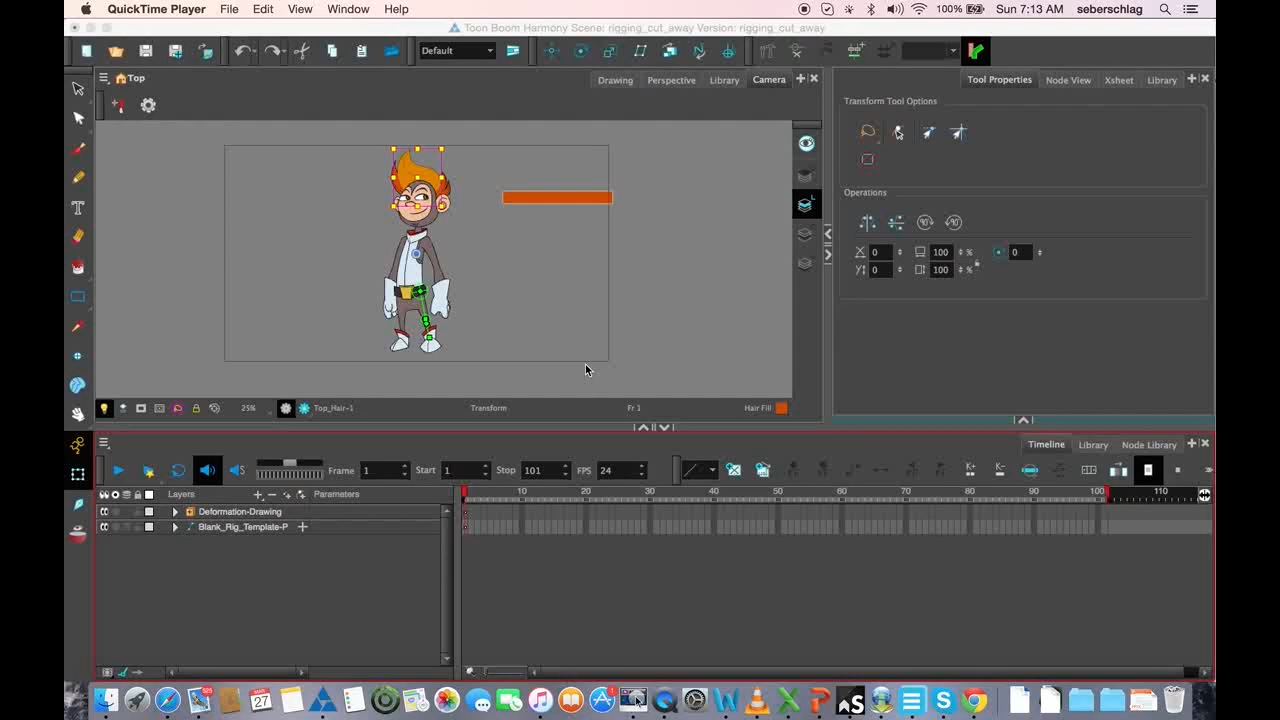 QuickTime Player File Edit View Window Help 100% Sun 7:13 AM seberschlag
Toon Boom Harmony Scene: rigging_cut_away Version: rigging_cut_away
Default
Top Drawing Perspective Library Camera Tool Properties Node View Xsheet Library
Transform Tool Options
Operations
X 0 100 % 0
Y 0 100 %
25% Top_Hair-1 Transform Fr 1 Hair Fill
Timeline Library Node Library
Frame 1 Start 1 Stop 101 FPS 24
Layers Parameters 10 20 30 40 50 60 70 80 90 100 110
Deformation-Drawing
Blank_Rig_Template-P
MAR
27